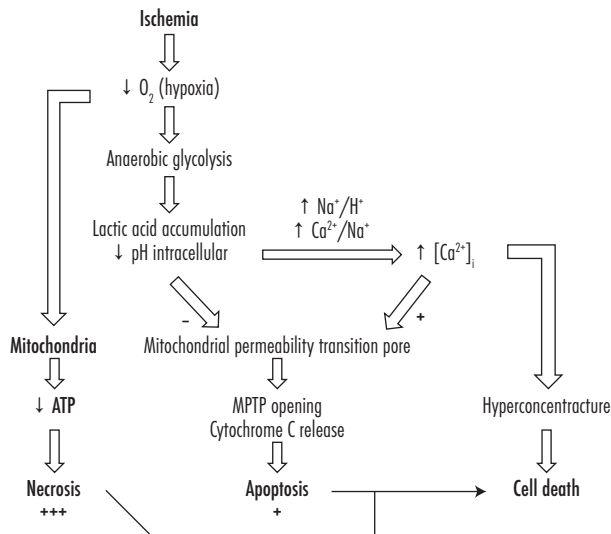 Ischemia
↓ O₂ (hypoxia)
Anaerobic glycolysis
Lactic acid accumulation
↓ pH intracellular
↑ Na⁺/H⁺
↑ Ca²⁺/Na⁺
↑ [Ca²⁺]ᵢ
–
+
Mitochondria
Mitochondrial permeability transition pore
↓ ATP
MPTP opening
Cytochrome C release
Hyperconcentracture
Necrosis
+++
Apoptosis
+
Cell death